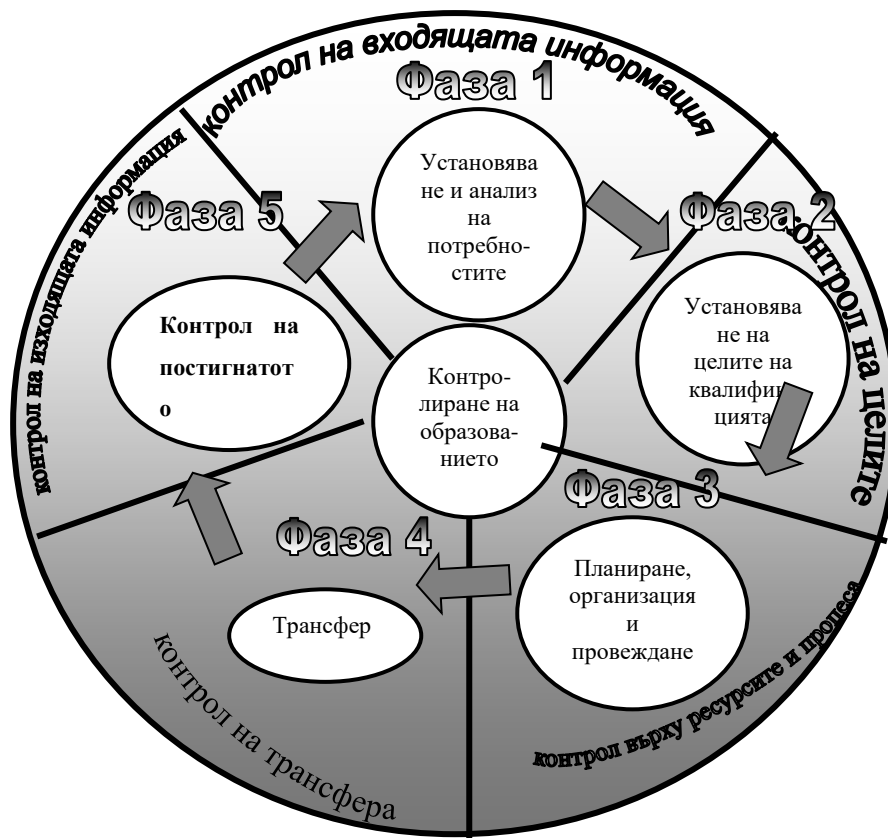 контрол на входящата информация
Фаза 1
Установява
не и анализ
на
потребно-
стите
Фаза 2
контрол на целите
Установява
не на
целите на
квалифик
цията
Фаза 3
Планиране,
организация
и
провеждане
контрол върху ресурсите и процеса
Фаза 4
Трансфер
контрол на трансфера
Фаза 5
контрол на изходящата информация
Контрол на
постигнатот
о
Контро-
лиране на
образова-
нието